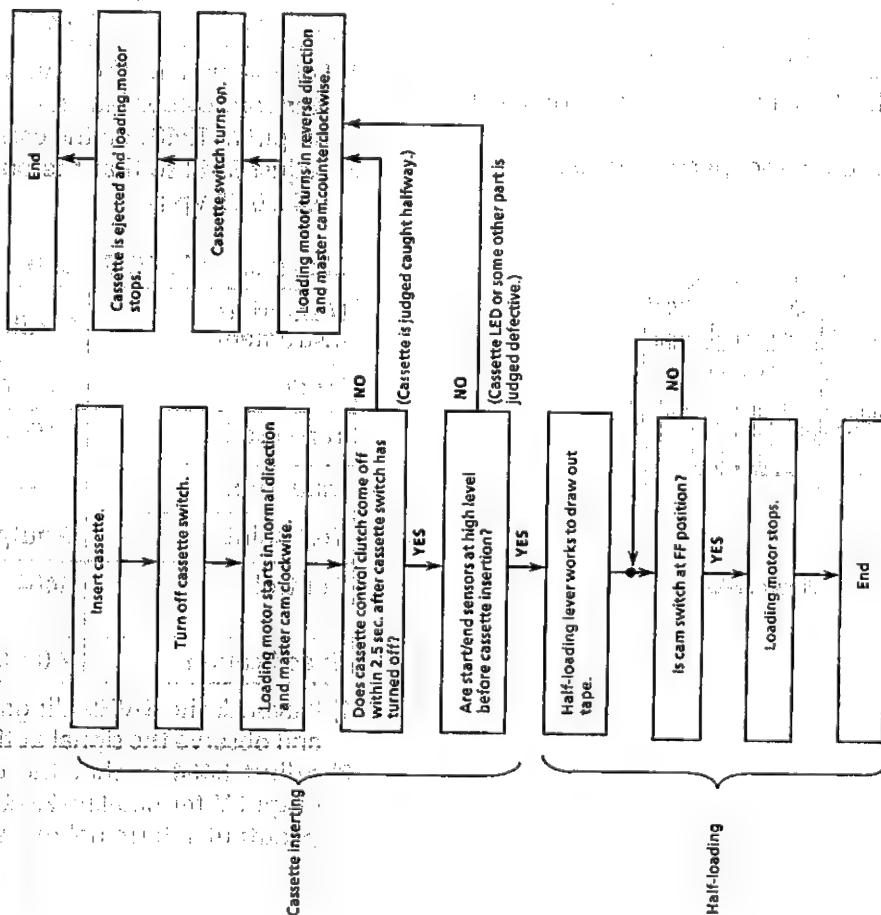 Cassette inserting
Insert cassette.
Turn off cassette switch.
Loading motor starts in normal direction
and master cam clockwise.
Does cassette control clutch come off
within 2.5 sec. after cassette switch has
turned off?
NO
(Cassette is judged caught halfway.)
YES
Are start/end sensors at high level
before cassette insertion?
NO
(Cassette LED or some other part is
judged defective.)
YES
Half-loading
Half-loading lever works to draw out
tape.
Is cam switch at FF position?
NO
YES
Loading motor stops.
End
Loading motor turns in reverse direction
and master cam counterclockwise.
Cassette switch turns on.
Cassette is ejected and loading motor
stops.
End